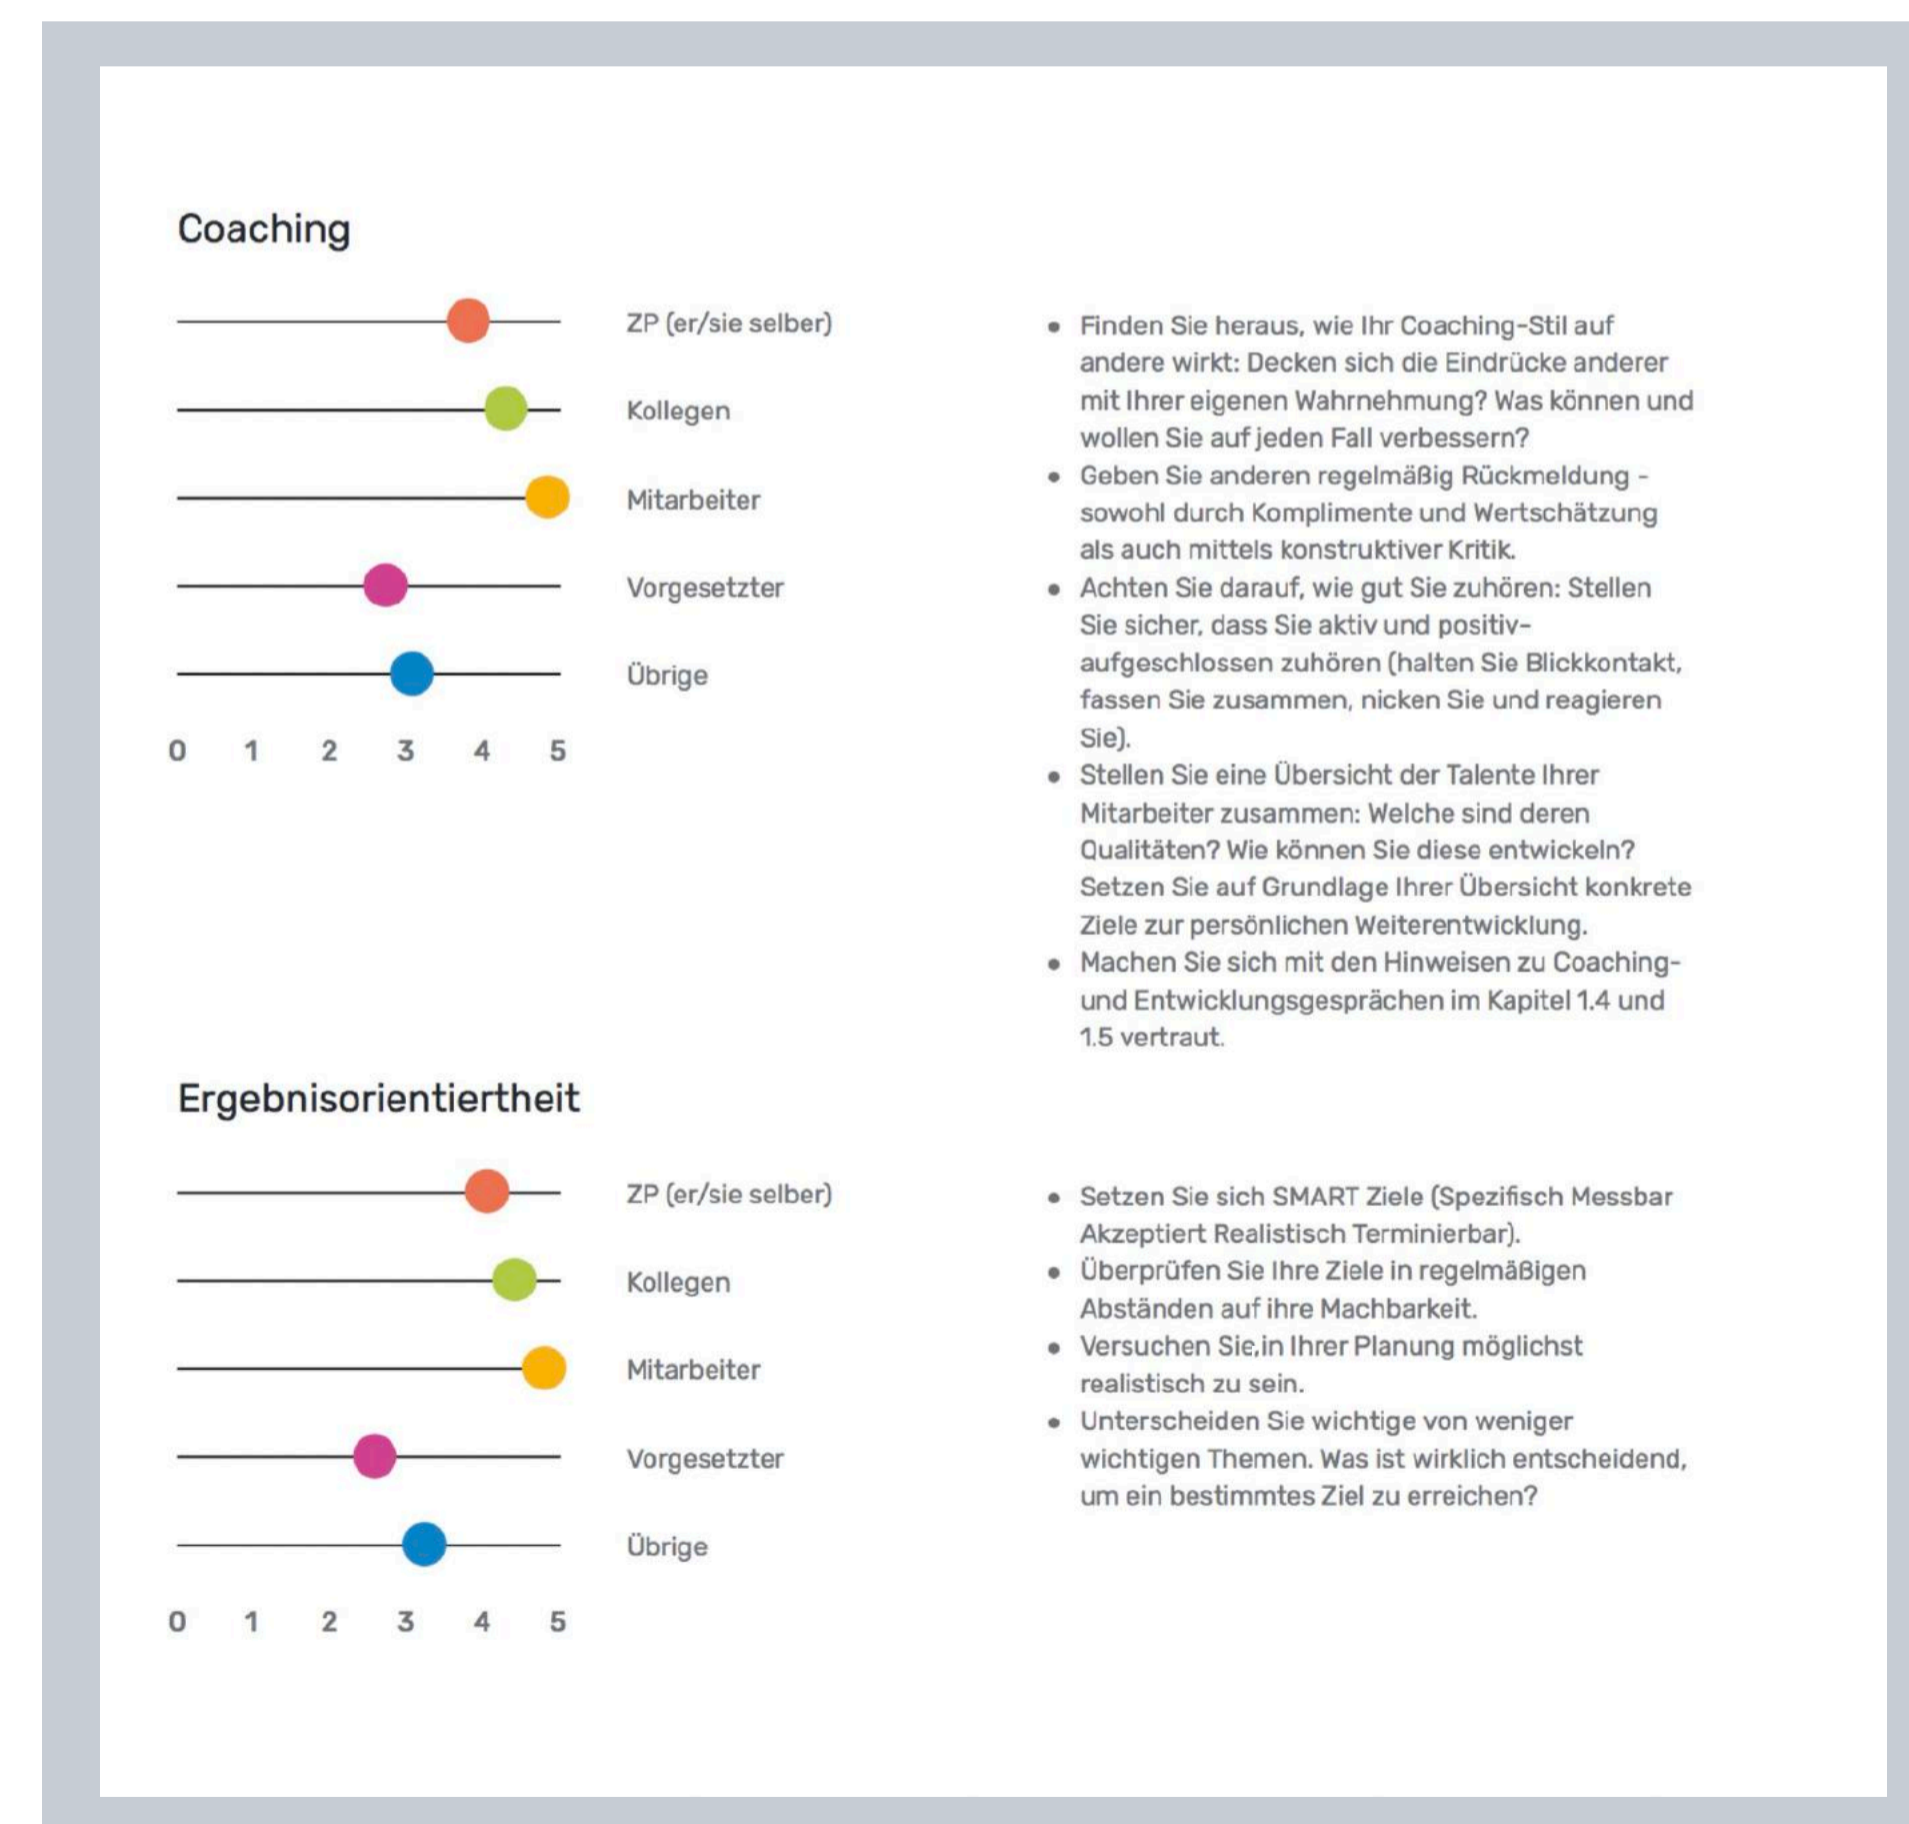 Coaching
ZP (er/sie selber)
Kollegen
Mitarbeiter
Vorgesetzter
Übrige
0 1 2 3 4 5
• Finden Sie heraus, wie Ihr Coaching-Stil auf
andere wirkt: Decken sich die Eindrücke anderer
mit Ihrer eigenen Wahrnehmung? Was können und
wollen Sie auf jeden Fall verbessern?
• Geben Sie anderen regelmäßig Rückmeldung -
sowohl durch Komplimente und Wertschätzung
als auch mittels konstruktiver Kritik.
• Achten Sie darauf, wie gut Sie zuhören: Stellen
Sie sicher, dass Sie aktiv und positiv-
aufgeschlossen zuhören (halten Sie Blickkontakt,
fassen Sie zusammen, nicken Sie und reagieren
Sie).
• Stellen Sie eine Übersicht der Talente Ihrer
Mitarbeiter zusammen: Welche sind deren
Qualitäten? Wie können Sie diese entwickeln?
Setzen Sie auf Grundlage Ihrer Übersicht konkrete
Ziele zur persönlichen Weiterentwicklung.
• Machen Sie sich mit den Hinweisen zu Coaching-
und Entwicklungsgesprächen im Kapitel 1.4 und
1.5 vertraut.
Ergebnisorientiertheit
ZP (er/sie selber)
Kollegen
Mitarbeiter
Vorgesetzter
Übrige
0 1 2 3 4 5
• Setzen Sie sich SMART Ziele (Spezifisch Messbar
Akzeptiert Realistisch Terminierbar).
• Überprüfen Sie Ihre Ziele in regelmäßigen
Abständen auf ihre Machbarkeit.
• Versuchen Sie,in Ihrer Planung möglichst
realistisch zu sein.
• Unterscheiden Sie wichtige von weniger
wichtigen Themen. Was ist wirklich entscheidend,
um ein bestimmtes Ziel zu erreichen?